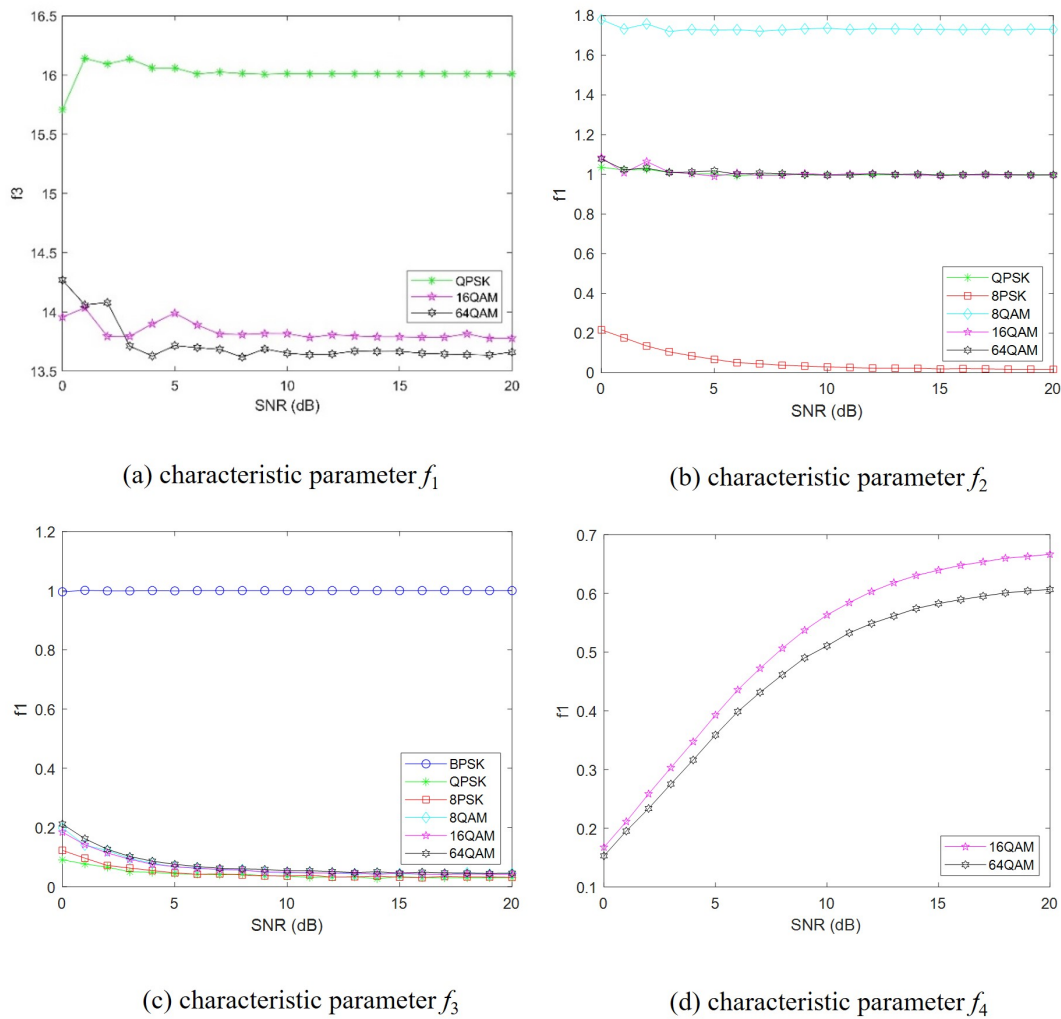 16.5
16
15.5
15
14.5
14
13.5
f3
0
5
10
15
20
SNR (dB)
QPSK
16QAM
64QAM
(a) characteristic parameter f1
1.8
1.6
1.4
1.2
1
0.8
0.6
0.4
0.2
0
f1
0
5
10
15
20
SNR (dB)
QPSK
8PSK
8QAM
16QAM
64QAM
(b) characteristic parameter f2
1.2
1
0.8
0.6
0.4
0.2
0
f1
0
5
10
15
20
SNR (dB)
BPSK
QPSK
8PSK
8QAM
16QAM
64QAM
(c) characteristic parameter f3
0.7
0.6
0.5
0.4
0.3
0.2
0.1
f1
0
5
10
15
20
SNR (dB)
16QAM
64QAM
(d) characteristic parameter f4